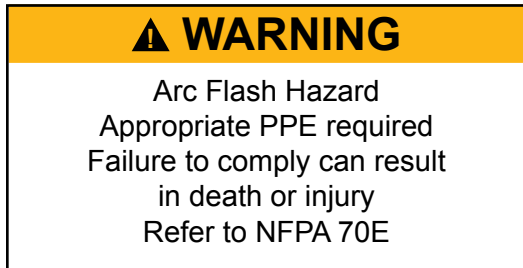 WARNING
Arc Flash Hazard
Appropriate PPE required
Failure to comply can result
in death or injury
Refer to NFPA 70E